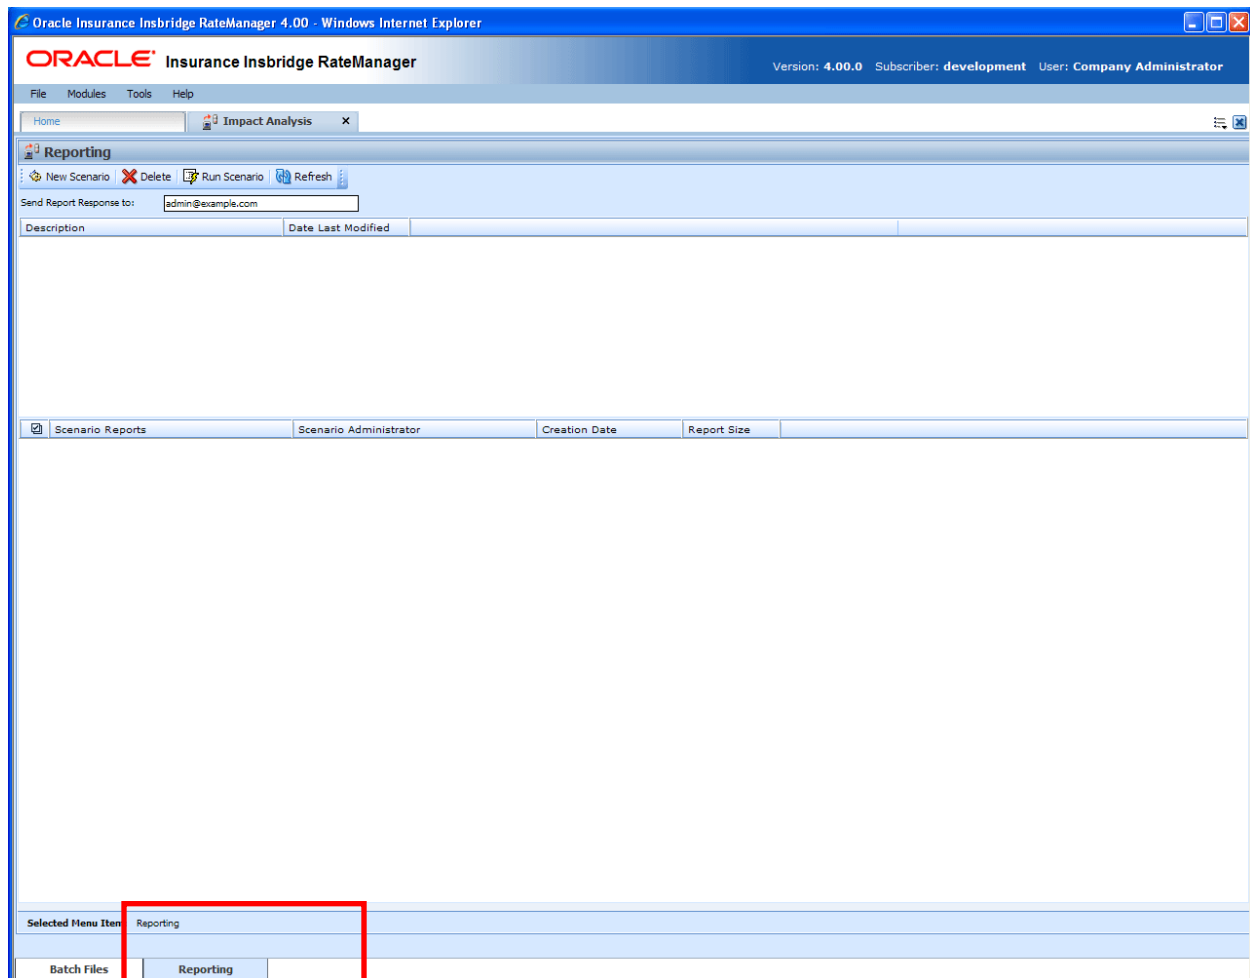 Oracle Insurance Insbridge RateManager 4.00 - Windows Internet Explorer
ORACLE Insurance Insbridge RateManager
Version: 4.00.0 Subscriber: development User: Company Administrator
File Modules Tools Help
Home Impact Analysis x
Reporting
New Scenario Delete Run Scenario Refresh
Send Report Response to: admin@example.com
Description Date Last Modified
Scenario Reports Scenario Administrator Creation Date Report Size
Selected Menu Item Reporting
Batch Files Reporting